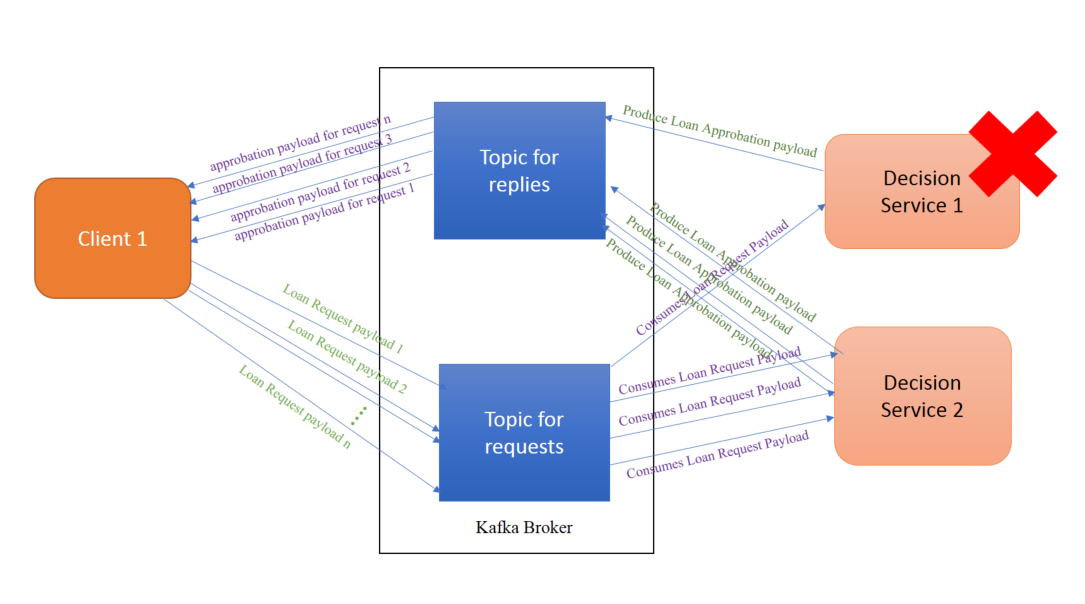 approbation payload for request n
approbation payload for request 3
approbation payload for request 2
approbation payload for request 1
Topic for
replies
Produce Loan Approbation payload
Decision
Service 1
Client 1
Consumes Loan Request Payload
Produce Loan Approbation payload
Produce Loan Approbation payload
Produce Loan Approbation payload
Loan Request payload 1
Loan Request payload 2
Loan Request payload n
Topic for
requests
Consumes Loan Request Payload
Consumes Loan Request Payload
Consumes Loan Request Payload
Decision
Service 2
Kafka Broker